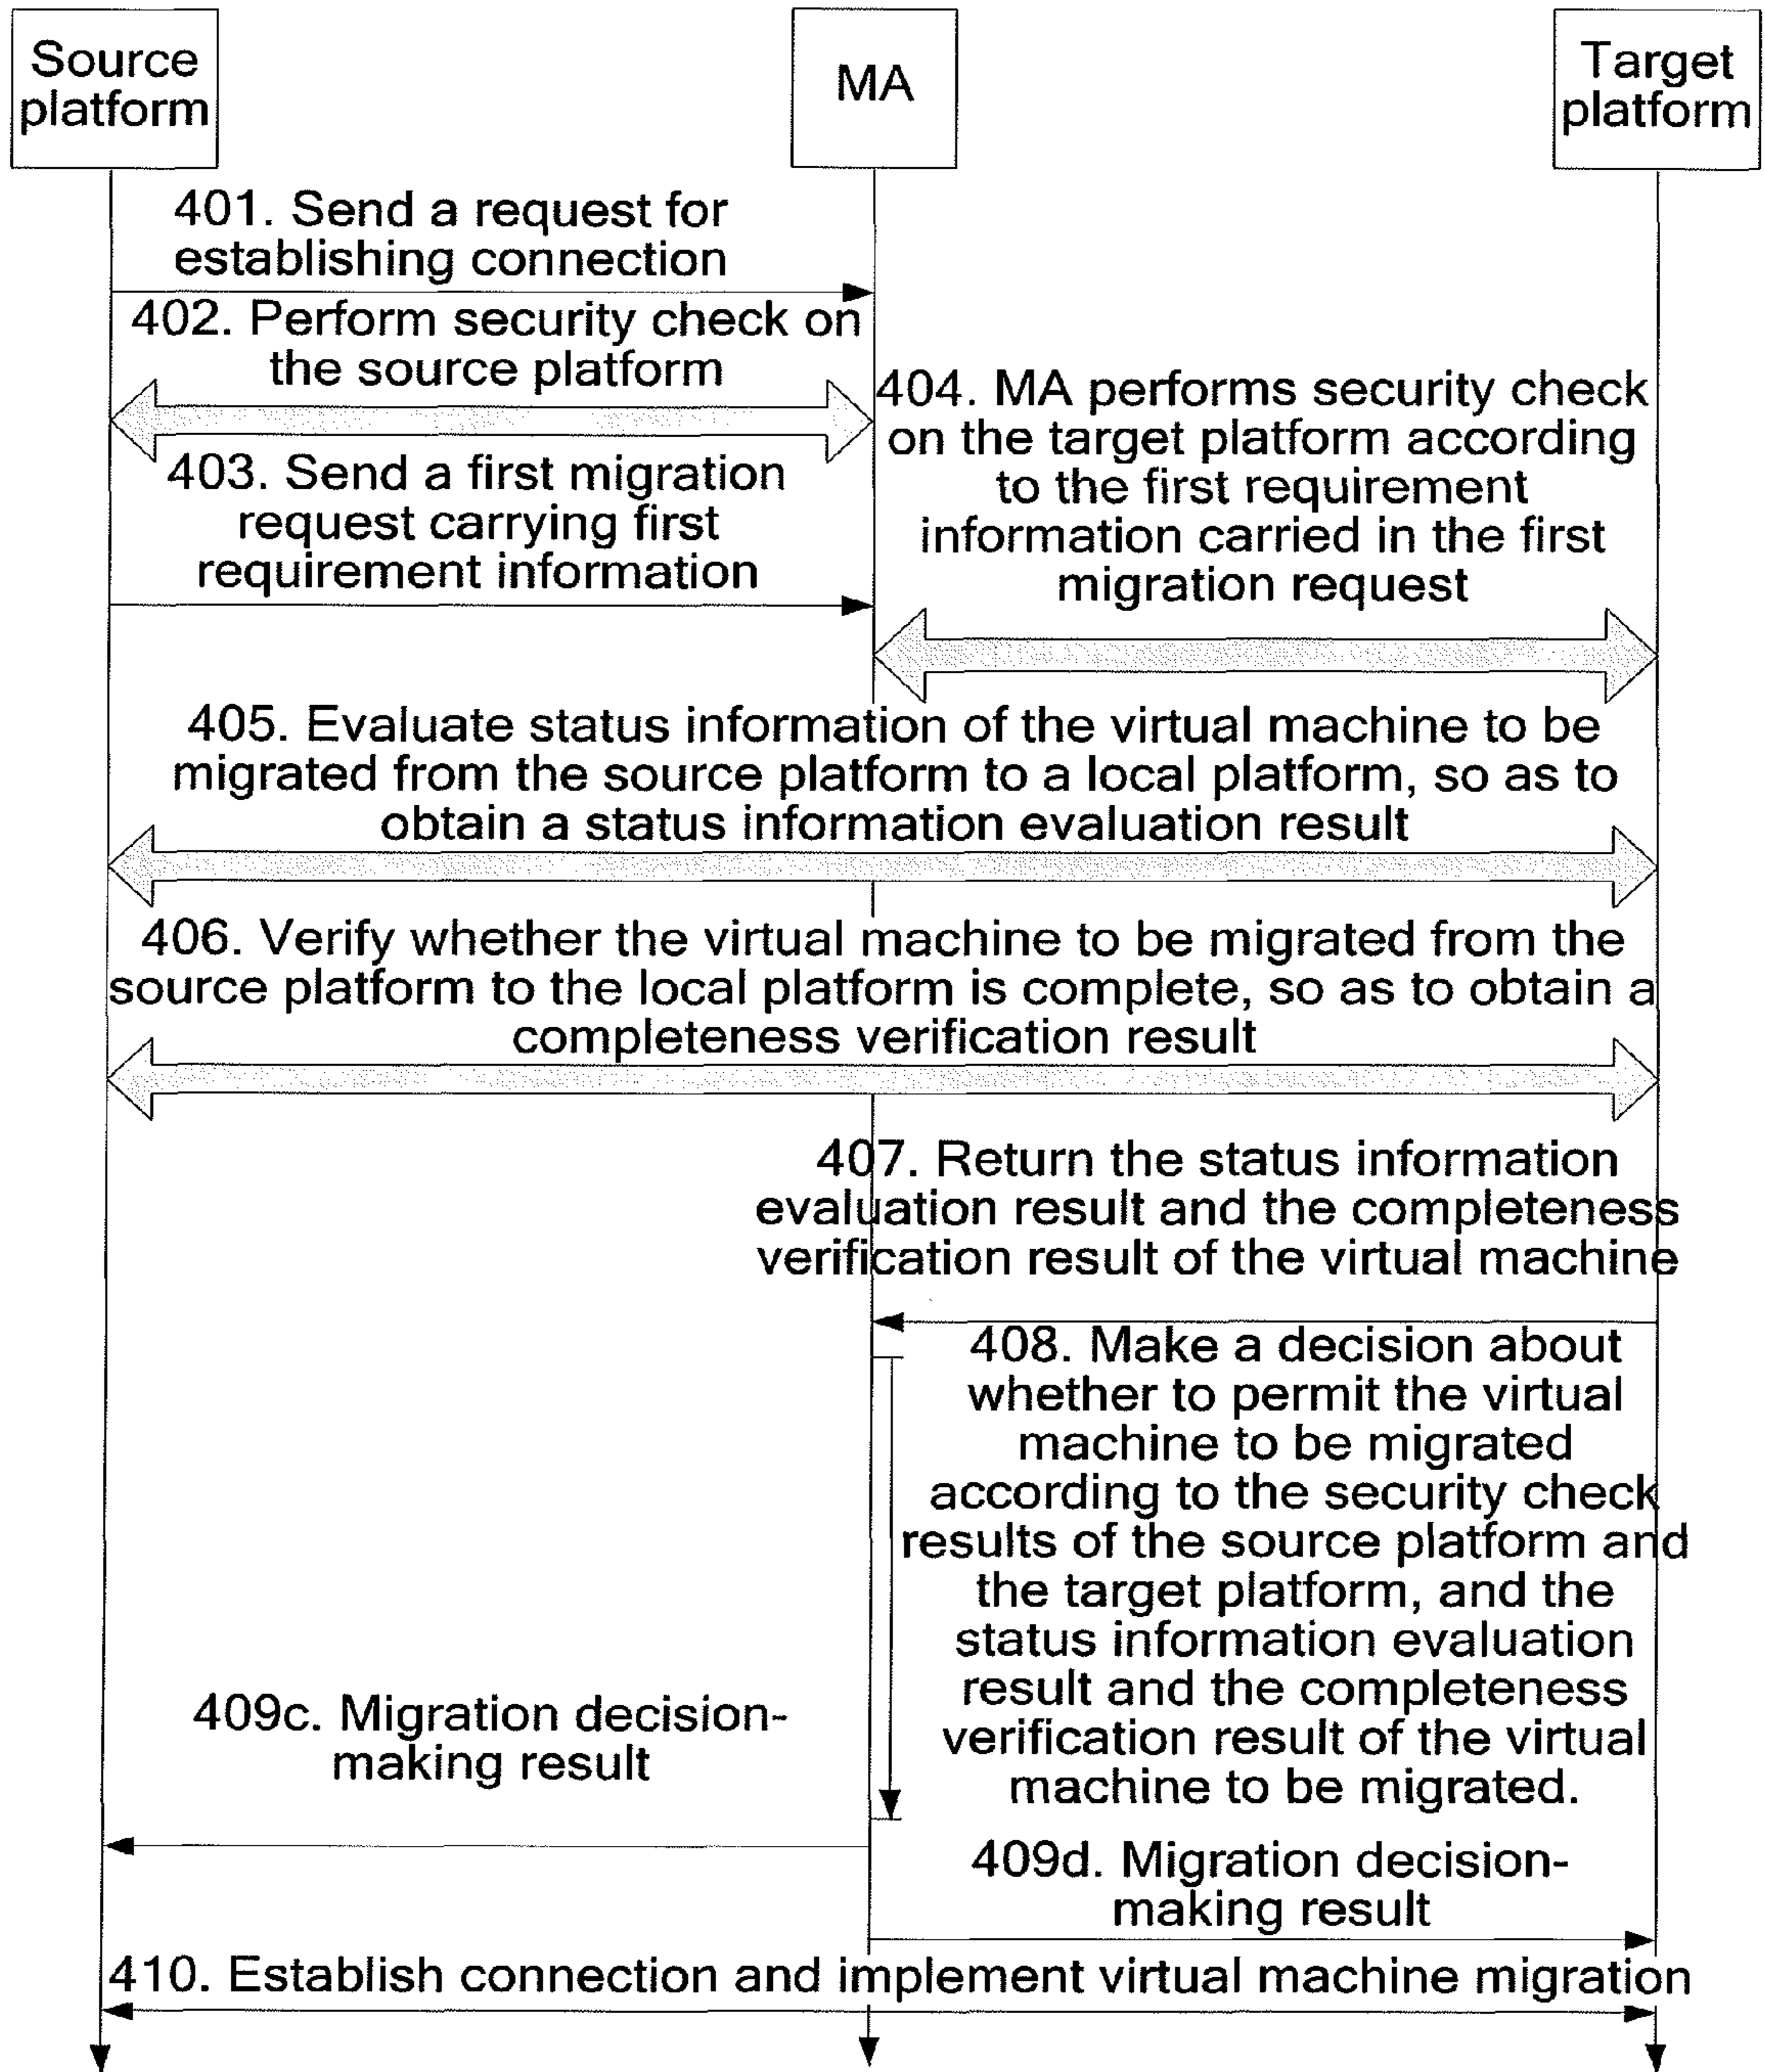 Source
platform
MA
Target
platform
401. Send a request for
establishing connection
402. Perform security check on
the source platform
403. Send a first migration
request carrying first
requirement information
404. MA performs security check
on the target platform according
to the first requirement
information carried in the first
migration request
405. Evaluate status information of the virtual machine to be
migrated from the source platform to a local platform, so as to
obtain a status information evaluation result
406. Verify whether the virtual machine to be migrated from the
source platform to the local platform is complete, so as to obtain a
completeness verification result
407. Return the status information
evaluation result and the completeness
verification result of the virtual machine
408. Make a decision about
whether to permit the virtual
machine to be migrated
according to the security check
results of the source platform and
the target platform, and the
status information evaluation
result and the completeness
verification result of the virtual
machine to be migrated.
409c. Migration decision-
making result
409d. Migration decision-
making result
410. Establish connection and implement virtual machine migration